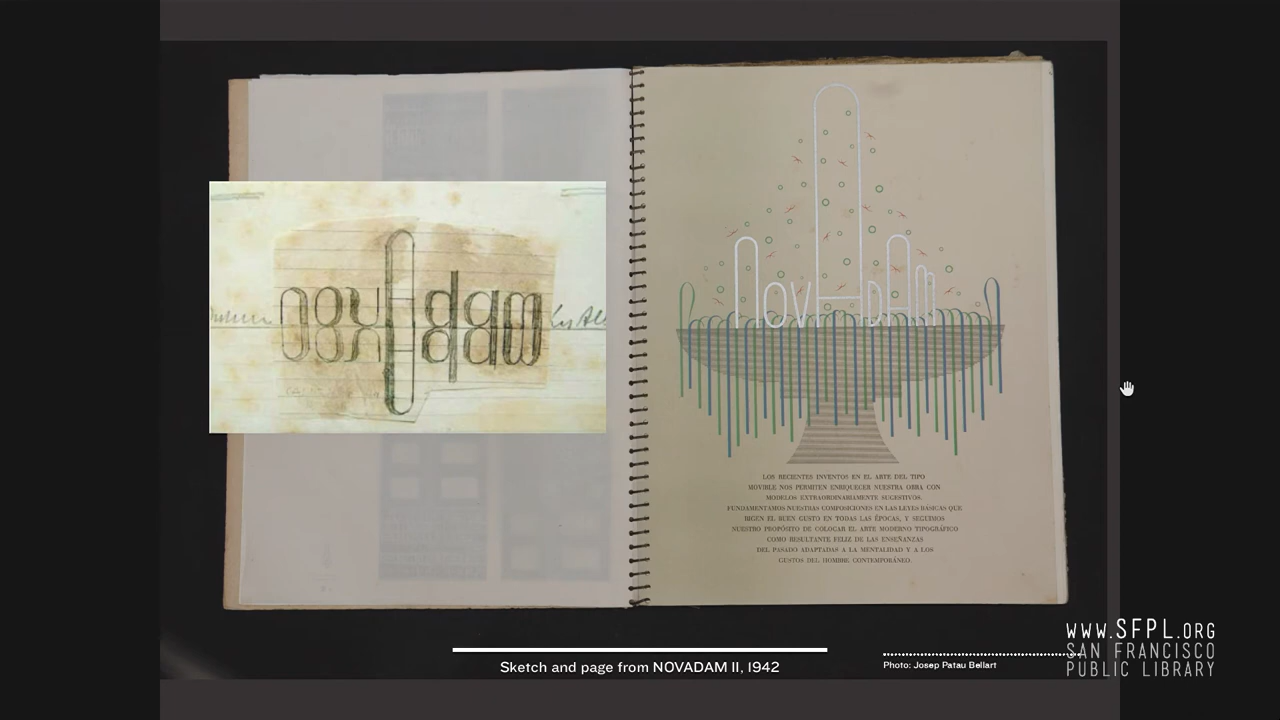 novAdam
NOVADAM
LOS RECIENTES INVENTOS EN EL ARTE DEL TIPO
MÓVIBLE NOS PERMITEN ENRIQUECER NUESTRA OBRA CON
MODELOS EXTRAORDINARIAMENTE SUGESTIVOS.
FUNDAMENTAMOS NUESTRAS COMPOSICIONES EN LAS LEYES BÁSICAS QUE
RIGEN EL BUEN GUSTO EN TODAS LAS ÉPOCAS, Y SEGUIMOS
NUESTRO PROPÓSITO DE COLOCAR EL ARTE MODERNO TIPOGRÁFICO
COMO RESULTANTE FELIZ DE LAS ENSEÑANZAS
DEL PASADO ADAPTADAS A LA MENTALIDAD Y A LOS
GUSTOS DEL HOMBRE CONTEMPORÁNEO.
Sketch and page from NOVADAM II, 1942
Photo: Josep Patau Bellart
WWW.SFPL.ORG
SAN FRANCISCO
PUBLIC LIBRARY